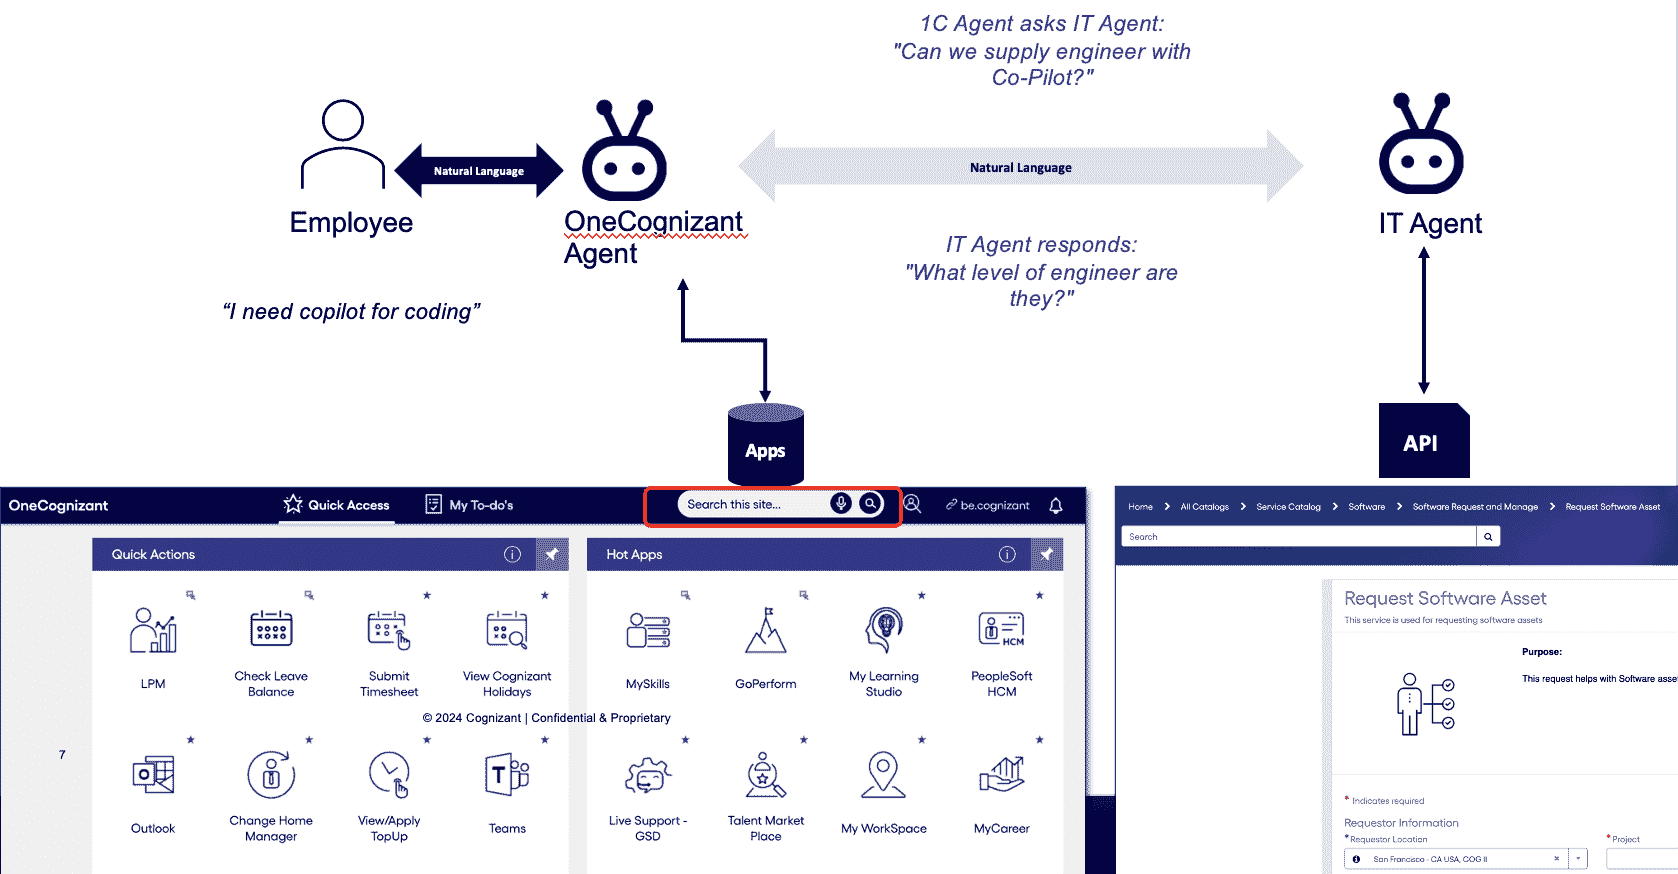 1C Agent asks IT Agent:
"Can we supply engineer with
Co-Pilot?"
Natural Language
Natural Language
Employee
OneCognizant
Agent
IT Agent
IT Agent responds:
"What level of engineer are
they?"
“I need copilot for coding”
Apps
API
OneCognizant
Quick Access
My To-do's
Search this site...
be.cognizant
Quick Actions
Hot Apps
LPM
Check Leave
Balance
Submit
Timesheet
View Cognizant
Holidays
MySkills
GoPerform
My Learning
Studio
HCM
PeopleSoft
HCM
© 2024 Cognizant | Confidential & Proprietary
7
Outlook
Change Home
Manager
View/Apply
TopUp
T
Teams
Live Support -
GSD
Talent Market
Place
My WorkSpace
MyCareer
Home > All Catalogs > Service Catalog > Software > Software Request and Manage > Request Software Asset
Search
Request Software Asset
This service is used for requesting software assets
Purpose:
This request helps with Software asse
* Indicates required
Requestor Information
* Requestor Location
* Project
San Francisco - CA USA, COG II